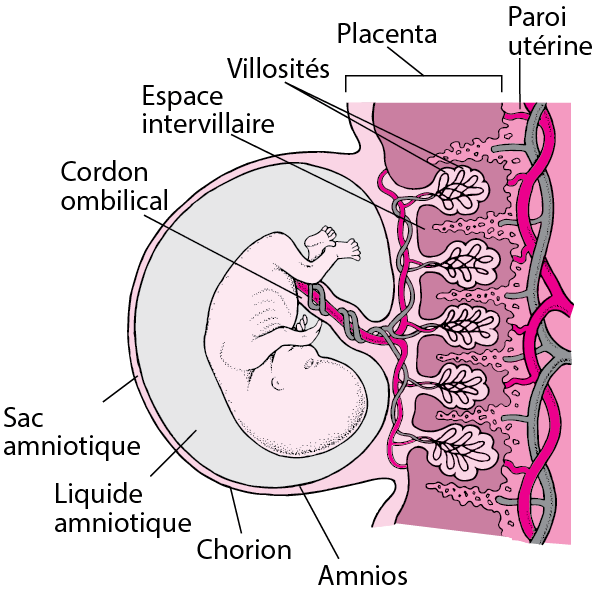 Paroi
utérine
Placenta
Villosités
Espace
intervillaire
Cordon
ombilical
Sac
amniotique
Liquide
amniotique
Chorion
Amnios